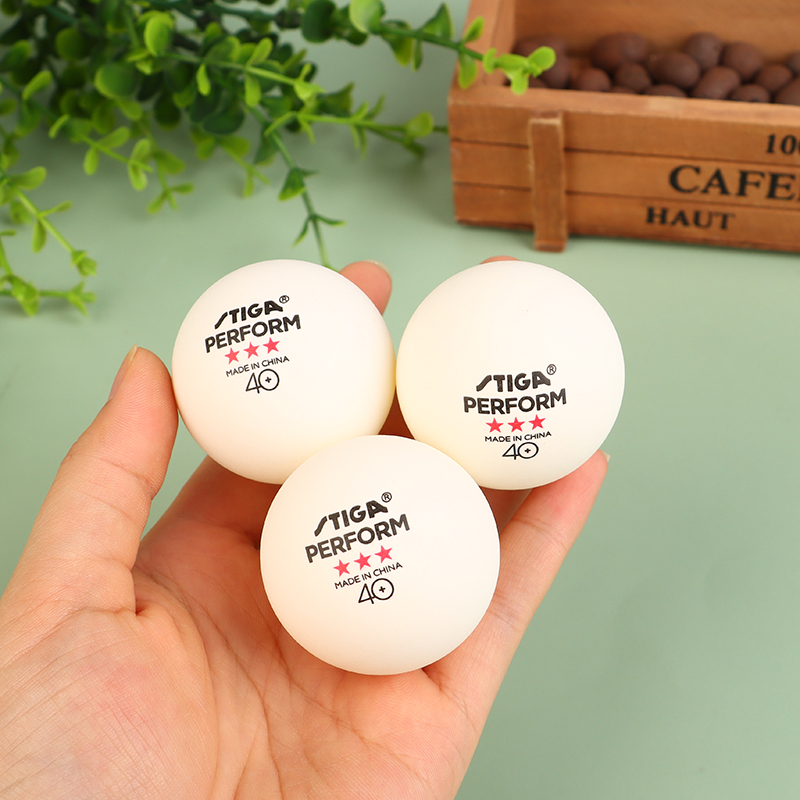 STIGA®
PERFORM
★★★
MADE IN CHINA
40+
STIGA®
PERFORM
★★★
MADE IN CHINA
40+
STIGA®
PERFORM
★★★
MADE IN CHINA
40+
100
CAFE
HAUT